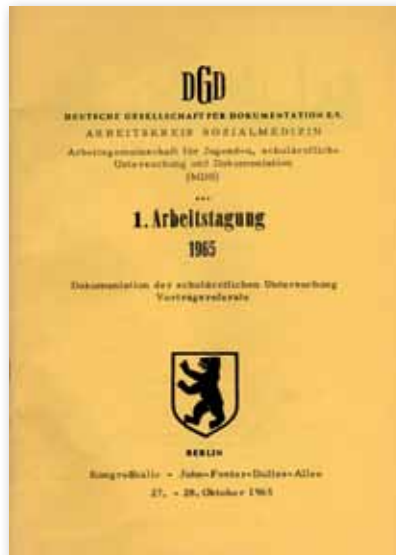 DGD
DEUTSCHE GESELLSCHAFT FÜR DOKUMENTATION E.V.
ARBEITSKREIS SOZIALMEDIZIN
Arbeitsgemeinschaft für Jugend-u. schulärztliche
Untersuchung und Dokumentation
1. Arbeitstagung
1965
Dokumentation der schulärztlichen Untersuchung
Vortragsreferate
BERLIN
Kongreßhalle - John-Foster-Dulles-Allee
27. - 28. Oktober 1965